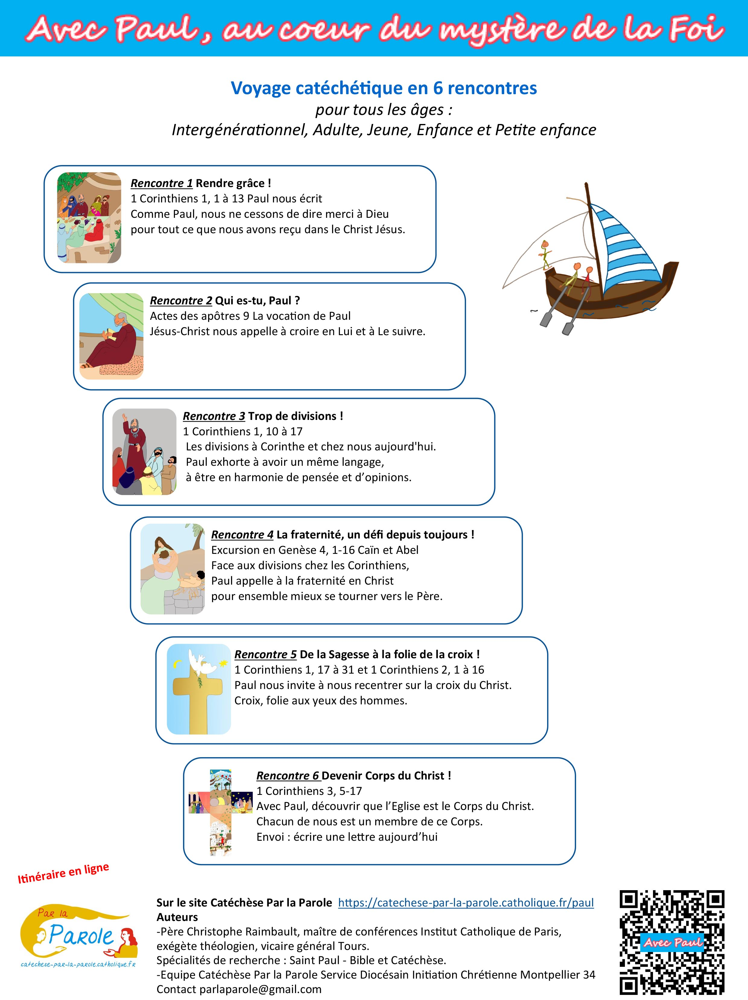 Avec Paul, au coeur du mystère de la Foi
Voyage catéchétique en 6 rencontres
pour tous les âges :
Intergénérationnel, Adulte, Jeune, Enfance et Petite enfance
Rencontre 1 Rendre grâce !
1 Corinthiens 1, 1 à 13 Paul nous écrit
Comme Paul, nous ne cessons de dire merci à Dieu
pour tout ce que nous avons reçu dans le Christ Jésus.
Rencontre 2 Qui es-tu, Paul ?
Actes des apôtres 9 La vocation de Paul
Jésus-Christ nous appelle à croire en Lui et à Le suivre.
Rencontre 3 Trop de divisions !
1 Corinthiens 1, 10 à 17
Les divisions à Corinthe et chez nous aujourd'hui.
Paul exhorte à avoir un même langage,
à être en harmonie de pensée et d’opinions.
Rencontre 4 La fraternité, un défi depuis toujours !
Excursion en Genèse 4, 1-16 Caïn et Abel
Face aux divisions chez les Corinthiens,
Paul appelle à la fraternité en Christ
pour ensemble mieux se tourner vers le Père.
Rencontre 5 De la Sagesse à la folie de la croix !
1 Corinthiens 1, 17 à 31 et 1 Corinthiens 2, 1 à 16
Paul nous invite à nous recentrer sur la croix du Christ.
Croix, folie aux yeux des hommes.
Rencontre 6 Devenir Corps du Christ !
1 Corinthiens 3, 5-17
Avec Paul, découvrir que l’Eglise est le Corps du Christ.
Chacun de nous est un membre de ce Corps.
Envoi : écrire une lettre aujourd’hui
Itinéraire en ligne
Par la
Parole
catechese-par-la-parole.catholique.fr
Sur le site Catéchèse Par la Parole https://catechese-par-la-parole.catholique.fr/paul
Auteurs
-Père Christophe Raimbault, maître de conférences Institut Catholique de Paris,
exégète théologien, vicaire général Tours.
Spécialités de recherche : Saint Paul - Bible et Catéchèse.
-Equipe Catéchèse Par la Parole Service Diocésain Initiation Chrétienne Montpellier 34
Contact parlaparole@gmail.com
Avec Paul